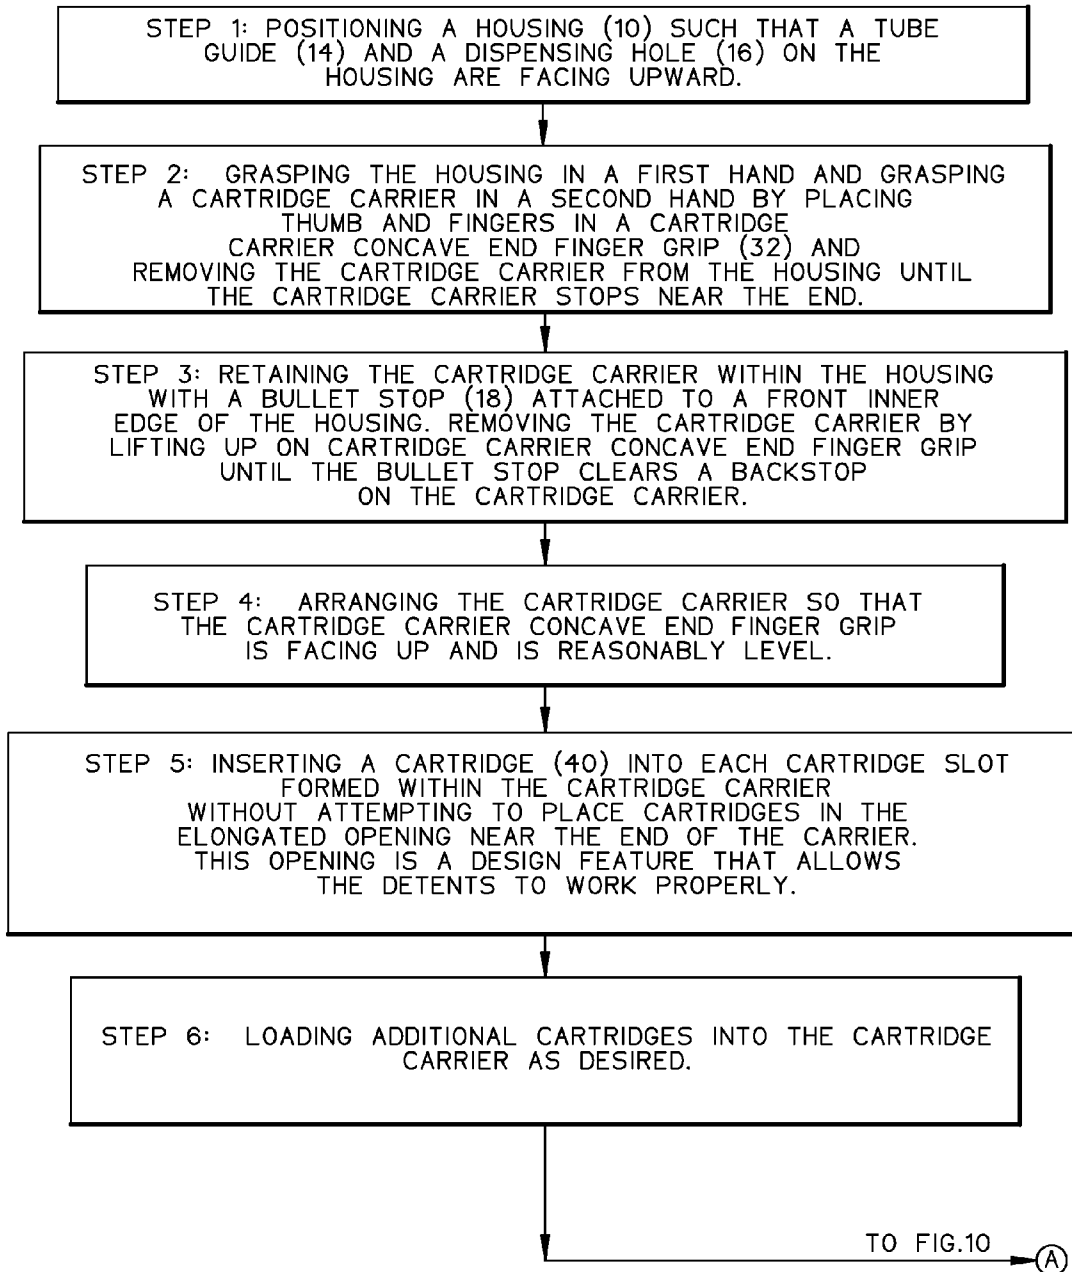 STEP 1: POSITIONING A HOUSING (10) SUCH THAT A TUBE
GUIDE (14) AND A DISPENSING HOLE (16) ON THE
HOUSING ARE FACING UPWARD.
STEP 2: GRASPING THE HOUSING IN A FIRST HAND AND GRASPING
A CARTRIDGE CARRIER IN A SECOND HAND BY PLACING
THUMB AND FINGERS IN A CARTRIDGE
CARRIER CONCAVE END FINGER GRIP (32) AND
REMOVING THE CARTRIDGE CARRIER FROM THE HOUSING UNTIL
THE CARTRIDGE CARRIER STOPS NEAR THE END.
STEP 3: RETAINING THE CARTRIDGE CARRIER WITHIN THE HOUSING
WITH A BULLET STOP (18) ATTACHED TO A FRONT INNER
EDGE OF THE HOUSING. REMOVING THE CARTRIDGE CARRIER BY
LIFTING UP ON CARTRIDGE CARRIER CONCAVE END FINGER GRIP
UNTIL THE BULLET STOP CLEARS A BACKSTOP
ON THE CARTRIDGE CARRIER.
STEP 4: ARRANGING THE CARTRIDGE CARRIER SO THAT
THE CARTRIDGE CARRIER CONCAVE END FINGER GRIP
IS FACING UP AND IS REASONABLY LEVEL.
STEP 5: INSERTING A CARTRIDGE (40) INTO EACH CARTRIDGE SLOT
FORMED WITHIN THE CARTRIDGE CARRIER
WITHOUT ATTEMPTING TO PLACE CARTRIDGES IN THE
ELONGATED OPENING NEAR THE END OF THE CARRIER.
THIS OPENING IS A DESIGN FEATURE THAT ALLOWS
THE DETENTS TO WORK PROPERLY.
STEP 6: LOADING ADDITIONAL CARTRIDGES INTO THE CARTRIDGE
CARRIER AS DESIRED.
TO FIG.10
A